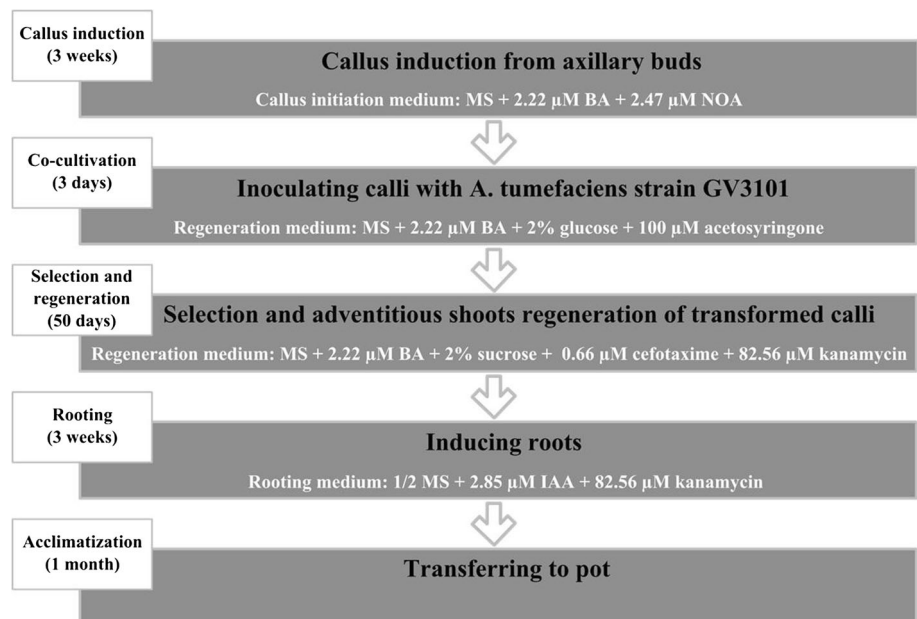 Callus induction
(3 weeks)
Callus induction from axillary buds
Callus initiation medium: MS + 2.22 µM BA + 2.47 µM NOA
Co-cultivation
(3 days)
Inoculating calli with A. tumefaciens strain GV3101
Regeneration medium: MS + 2.22 µM BA + 2% glucose + 100 µM acetosyringone
Selection and
regeneration
(50 days)
Selection and adventitious shoots regeneration of transformed calli
Regeneration medium: MS + 2.22 µM BA + 2% sucrose + 0.66 µM cefotaxime + 82.56 µM kanamycin
Rooting
(3 weeks)
Inducing roots
Rooting medium: 1/2 MS + 2.85 µM IAA + 82.56 µM kanamycin
Acclimatization
(1 month)
Transferring to pot